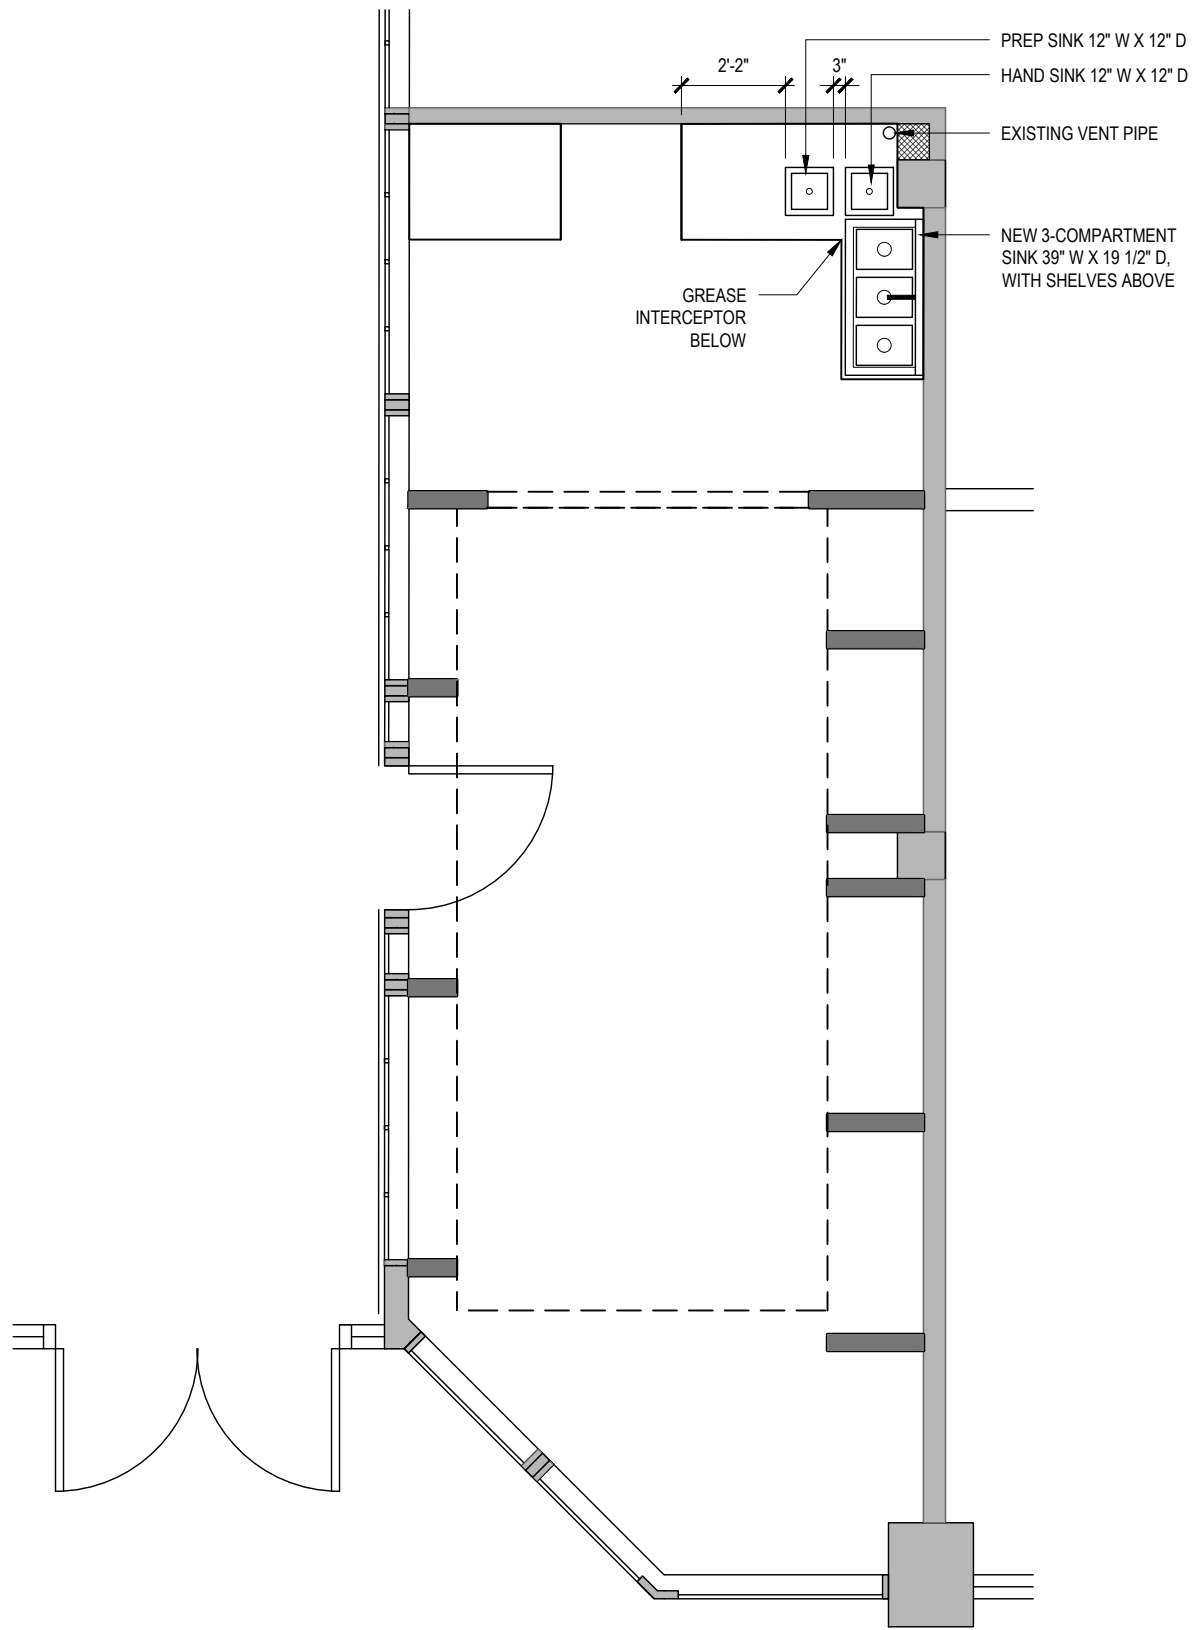 PREP SINK 12" W X 12" D
2'-2"
3"
HAND SINK 12" W X 12" D
EXISTING VENT PIPE
NEW 3-COMPARTMENT
SINK 39" W X 19 1/2" D,
WITH SHELVES ABOVE
GREASE
INTERCEPTOR
BELOW